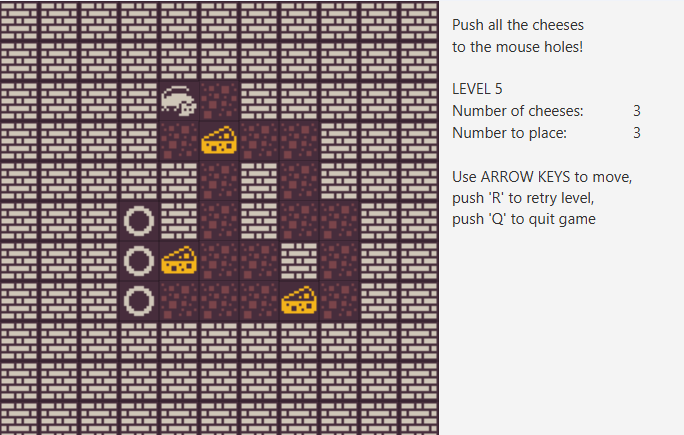 Push all the cheeses
to the mouse holes!
LEVEL 5
Number of cheeses: 3
Number to place: 3
Use ARROW KEYS to move,
push 'R' to retry level,
push 'Q' to quit game